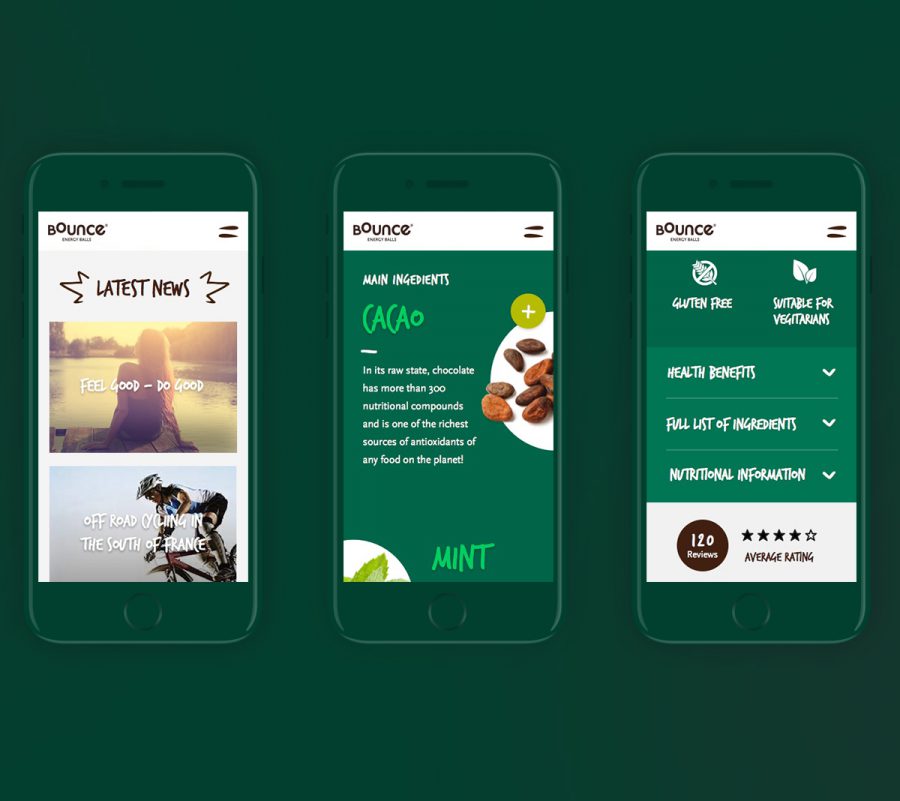 BOUNCE®
ENERGY BALLS
LATEST NEWS
FEEL GOOD – DO GOOD
OFF ROAD CYCLING IN
THE SOUTH OF FRANCE
BOUNCE®
ENERGY BALLS
MAIN INGEDIENTS
CACAO
In its raw state, chocolate
has more than 300
nutritional compounds
and is one of the richest
sources of antioxidants of
any food on the planet!
MINT
BOUNCE®
ENERGY BALLS
GLUTEN FREE
SUITABLE FOR
VEGITARIANS
HEALTH BENEFITS
FULL LIST OF INGREDIENTS
NUTRITIONAL INFORMATION
120
Reviews
AVERAGE RATING